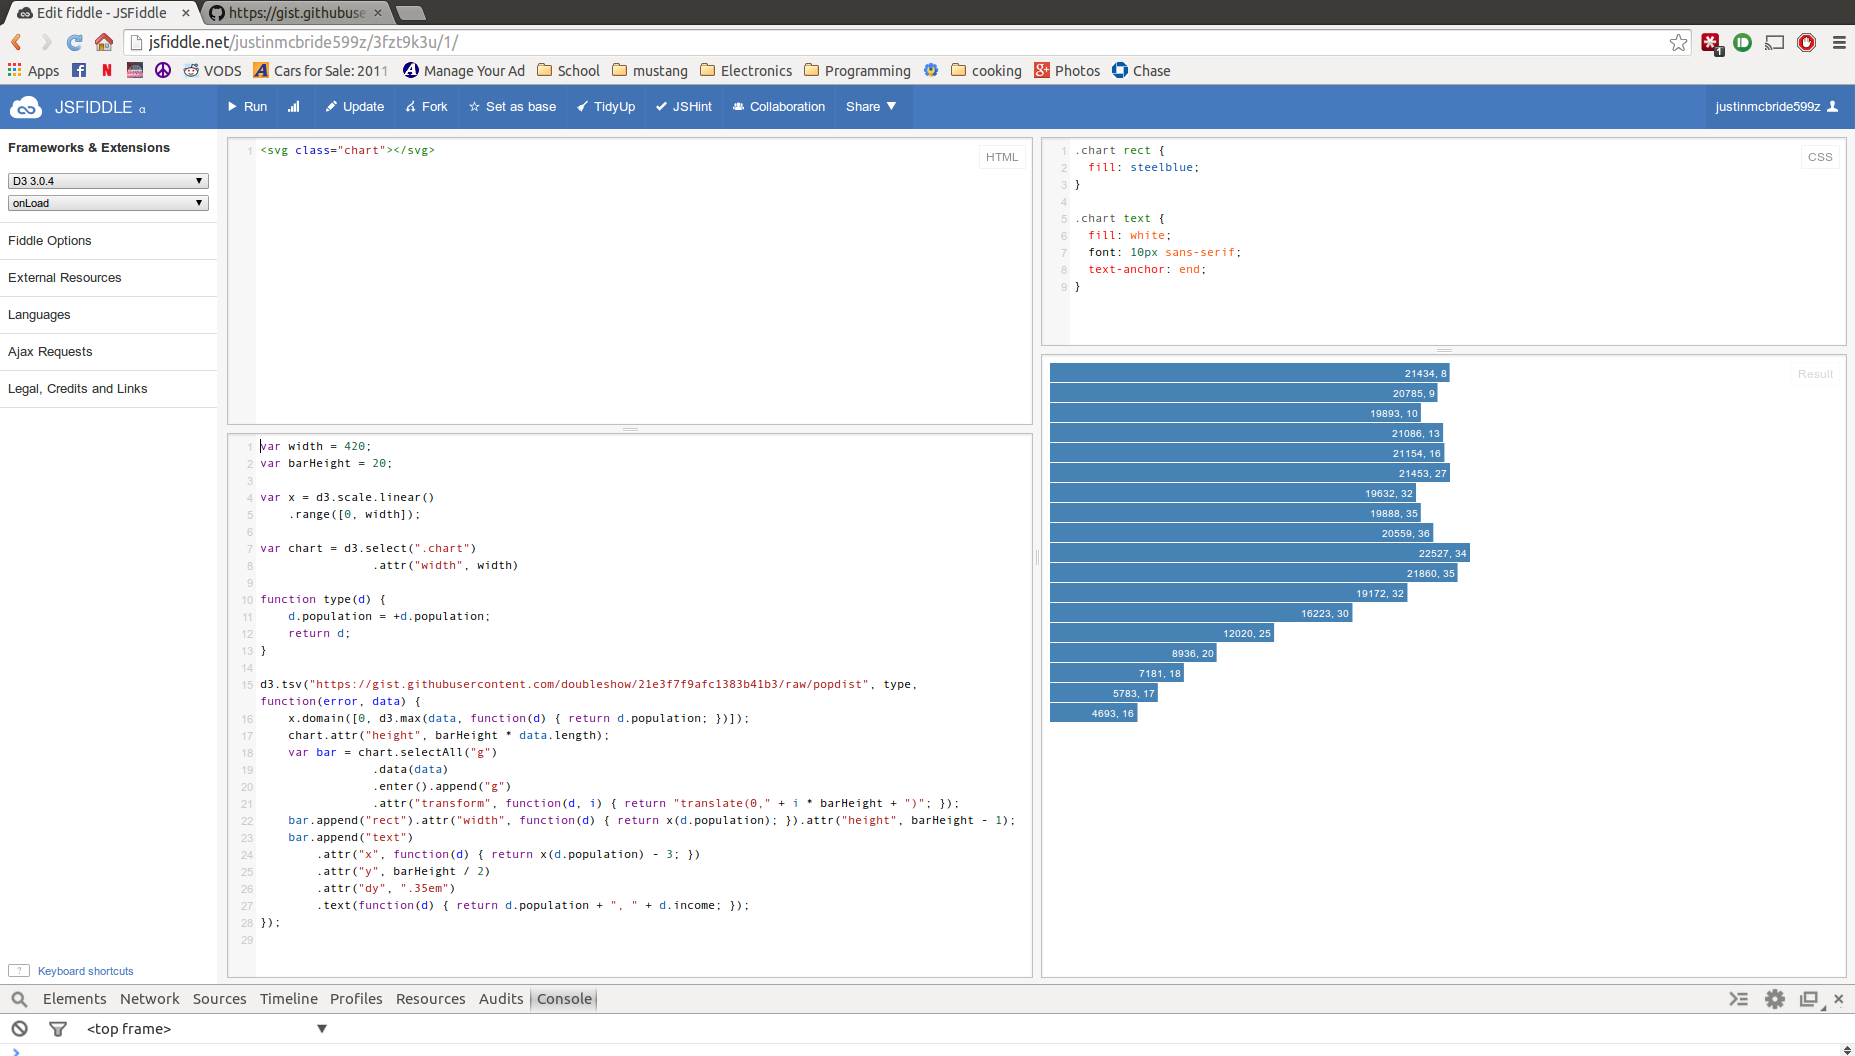 Edit fiddle - JSFiddle
https://gist.githubuse
jsfiddle.net/justinmcbride599z/3fzt9k3u/1/
1
Apps
VODS
Cars for Sale: 2011
Manage Your Ad
School
mustang
Electronics
Programming
cooking
Photos
Chase
JSFIDDLE α
Run
Update
Fork
Set as base
TidyUp
JSHint
Collaboration
Share
justinmcbride599z
Frameworks & Extensions
D3 3.0.4
onLoad
Fiddle Options
External Resources
Languages
Ajax Requests
Legal, Credits and Links
? Keyboard shortcuts
HTML
1 <svg class="chart"></svg>
1 var width = 420;
2 var barHeight = 20;
3
4 var x = d3.scale.linear()
5     .range([0, width]);
6
7 var chart = d3.select(".chart")
8                 .attr("width", width)
9
10 function type(d) {
11     d.population = +d.population;
12     return d;
13 }
14
15 d3.tsv("https://gist.githubusercontent.com/doubleshow/21e3f7f9afc1383b41b3/raw/popdist", type,
function(error, data) {
16     x.domain([0, d3.max(data, function(d) { return d.population; })]);
17     chart.attr("height", barHeight * data.length);
18     var bar = chart.selectAll("g")
19                 .data(data)
20                 .enter().append("g")
21                 .attr("transform", function(d, i) { return "translate(0," + i * barHeight + ")"; });
22     bar.append("rect").attr("width", function(d) { return x(d.population); }).attr("height", barHeight - 1);
23     bar.append("text")
24         .attr("x", function(d) { return x(d.population) - 3; })
25         .attr("y", barHeight / 2)
26         .attr("dy", ".35em")
27         .text(function(d) { return d.population + ", " + d.income; });
28 });
29
CSS
1 .chart rect {
2   fill: steelblue;
3 }
4
5 .chart text {
6   fill: white;
7   font: 10px sans-serif;
8   text-anchor: end;
9 }
Result
21434, 8
20785, 9
19893, 10
21086, 13
21154, 16
21453, 27
19632, 32
19888, 35
20559, 36
22527, 34
21860, 35
19172, 32
16223, 30
12020, 25
8936, 20
7181, 18
5783, 17
4693, 16
Elements Network Sources Timeline Profiles Resources Audits Console
<top frame>